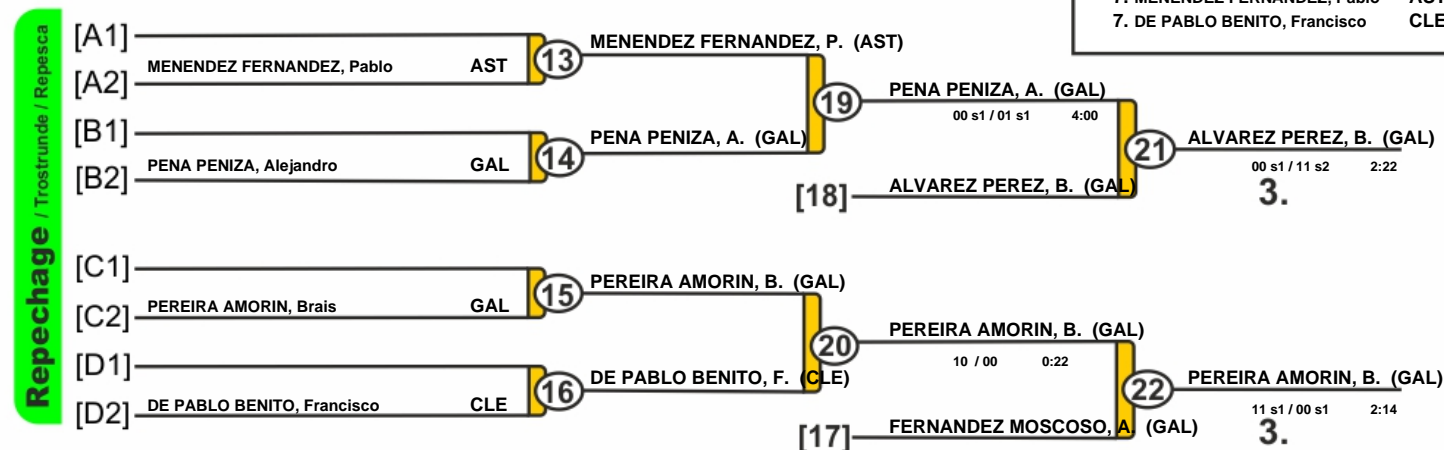 7. MENENDEZ FERNANDEZ, Pablo AST
7. DE PABLO BENITO, Francisco CLE
Repechage / Trostrunde / Repesca
[A1]
MENENDEZ FERNANDEZ, Pablo AST
[A2]
13
MENENDEZ FERNANDEZ, P. (AST)
[B1]
PENA PENIZA, Alejandro GAL
[B2]
14
PENA PENIZA, A. (GAL)
19
PENA PENIZA, A. (GAL)
00 s1 / 01 s1 4:00
[18]
ALVAREZ PEREZ, B. (GAL)
21
ALVAREZ PEREZ, B. (GAL)
00 s1 / 11 s2 2:22
3.
[C1]
PEREIRA AMORIN, Brais GAL
[C2]
15
PEREIRA AMORIN, B. (GAL)
[D1]
DE PABLO BENITO, Francisco CLE
[D2]
16
DE PABLO BENITO, F. (CLE)
20
PEREIRA AMORIN, B. (GAL)
10 / 00 0:22
[17]
FERNANDEZ MOSCOSO, A. (GAL)
22
PEREIRA AMORIN, B. (GAL)
11 s1 / 00 s1 2:14
3.